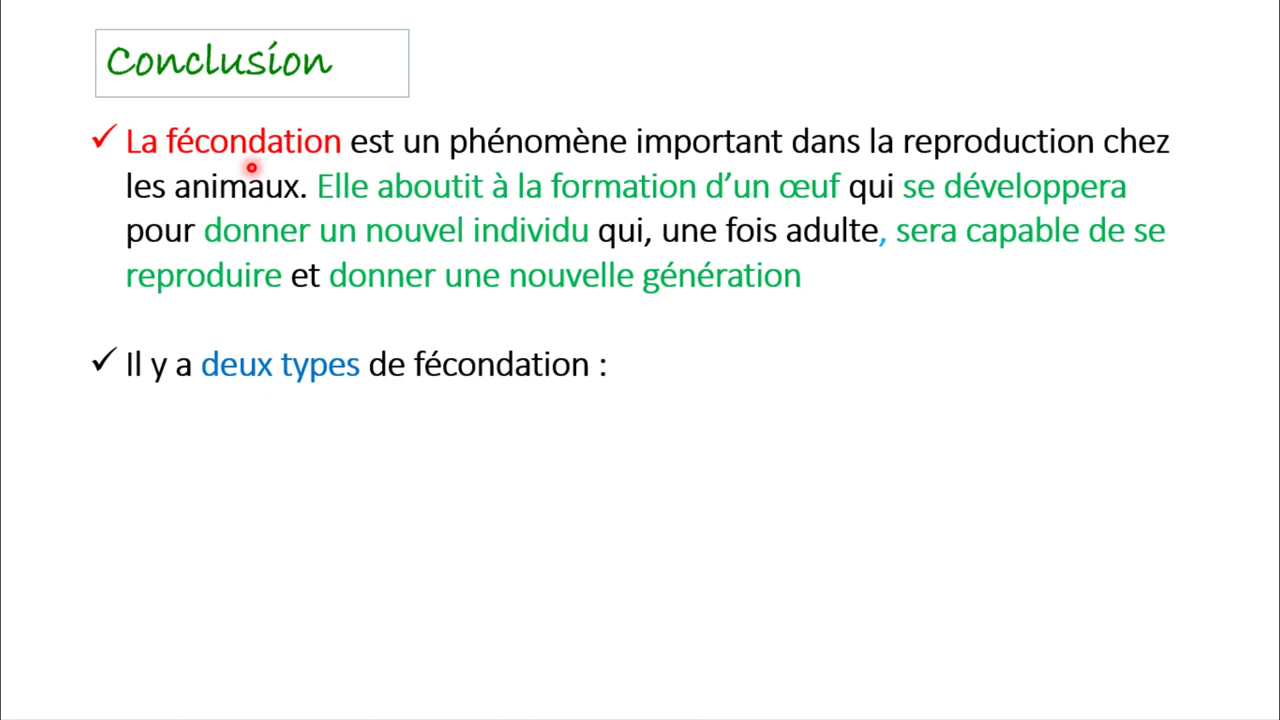 Conclusion
✓ La fécondation est un phénomène important dans la reproduction chez
les animaux. Elle aboutit à la formation d’un œuf qui se développera
pour donner un nouvel individu qui, une fois adulte, sera capable de se
reproduire et donner une nouvelle génération
✓ Il y a deux types de fécondation :